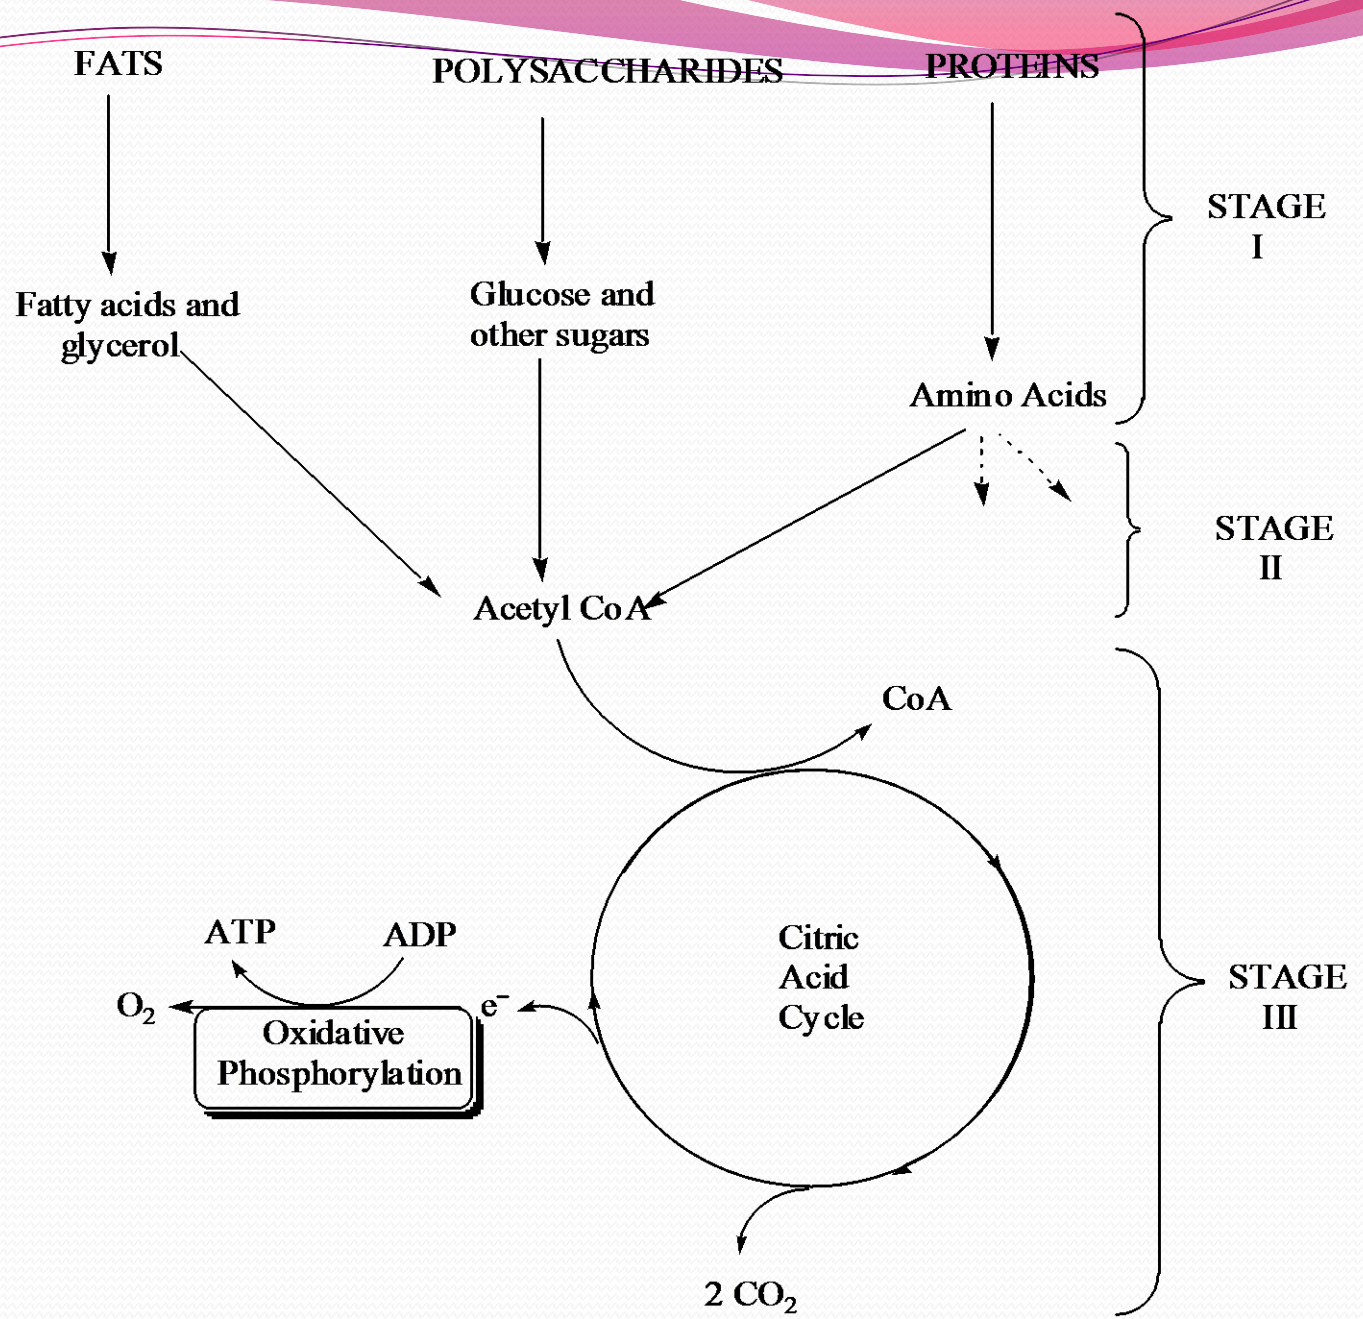 FATS
POLYSACCHARIDES
PROTEINS
STAGE
I
Fatty acids and
glycerol
Glucose and
other sugars
Amino Acids
STAGE
II
Acetyl CoA
CoA
Citric
Acid
Cycle
ATP
ADP
O₂
e⁻
Oxidative
Phosphorylation
STAGE
III
2 CO₂